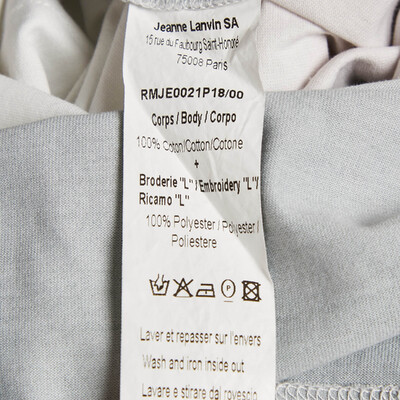 Jeanne Lanvin SA
15 rue du Faubourg Saint-Honoré
75008 Paris
RMJE0021P18/00
Corps / Body / Corpo
100% Coton/Cotton/Cotone
+
Broderie "L" / Embroidery "L"/
Ricamo "L"
100% Polyester / Polyester /
Poliestere
P
Laver et repasser sur l'envers
Wash and iron inside out
Lavare e stirare dal rovescio